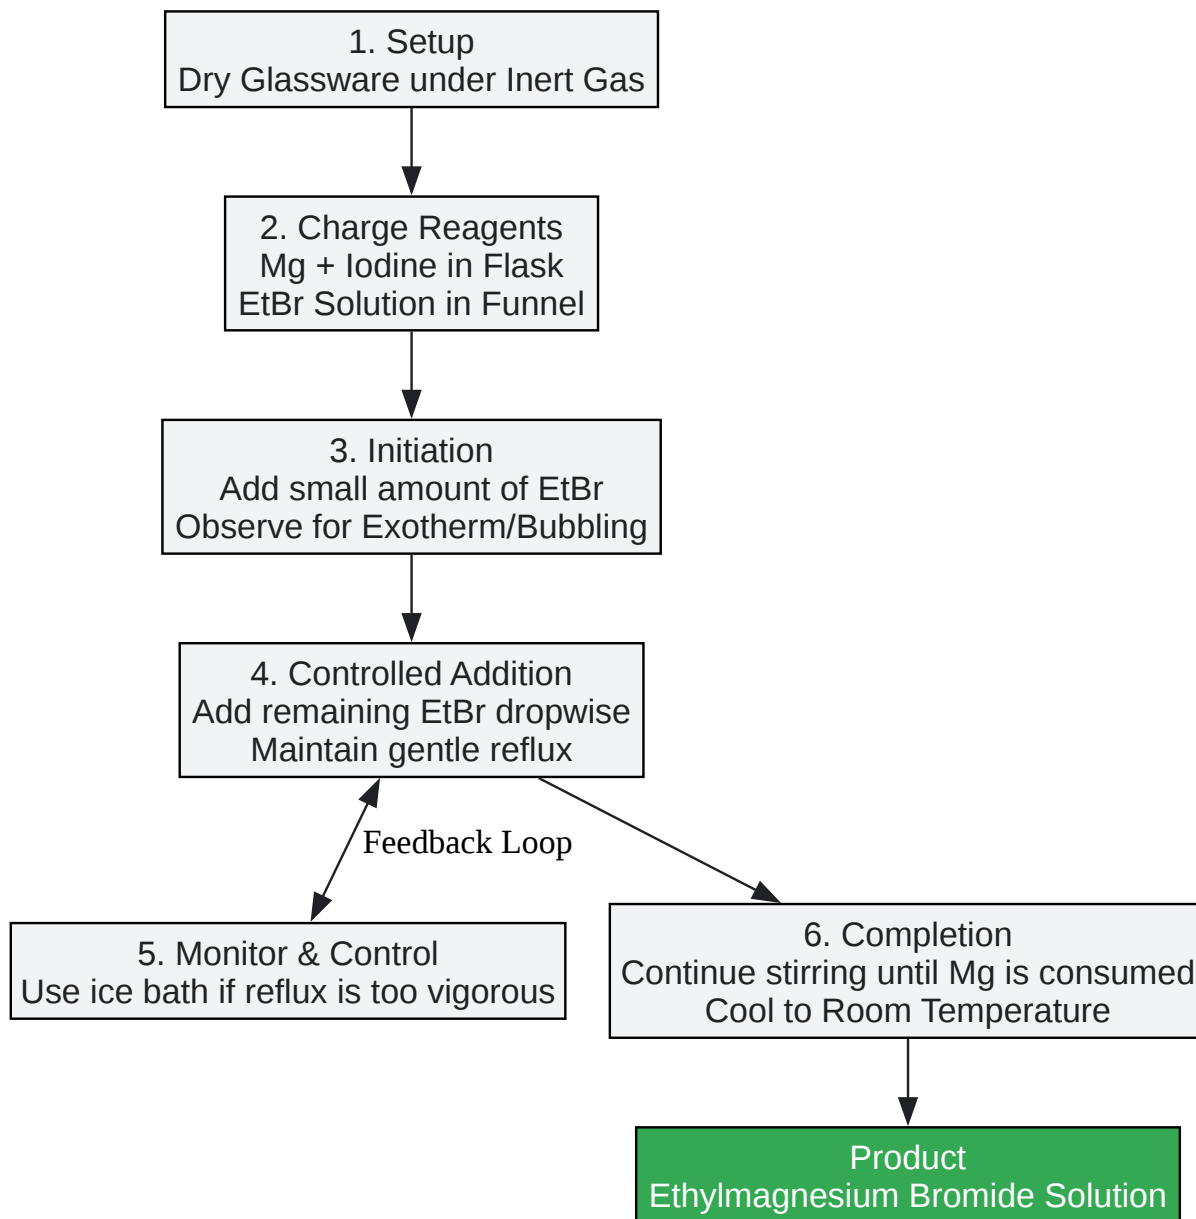 1. Setup
Dry Glassware under Inert Gas
2. Charge Reagents
Mg + Iodine in Flask
EtBr Solution in Funnel
3. Initiation
Add small amount of EtBr
Observe for Exotherm/Bubbling
4. Controlled Addition
Add remaining EtBr dropwise
Maintain gentle reflux
Feedback Loop
5. Monitor & Control
Use ice bath if reflux is too vigorous
6. Completion
Continue stirring until Mg is consumed
Cool to Room Temperature
Product
Ethylmagnesium Bromide Solution